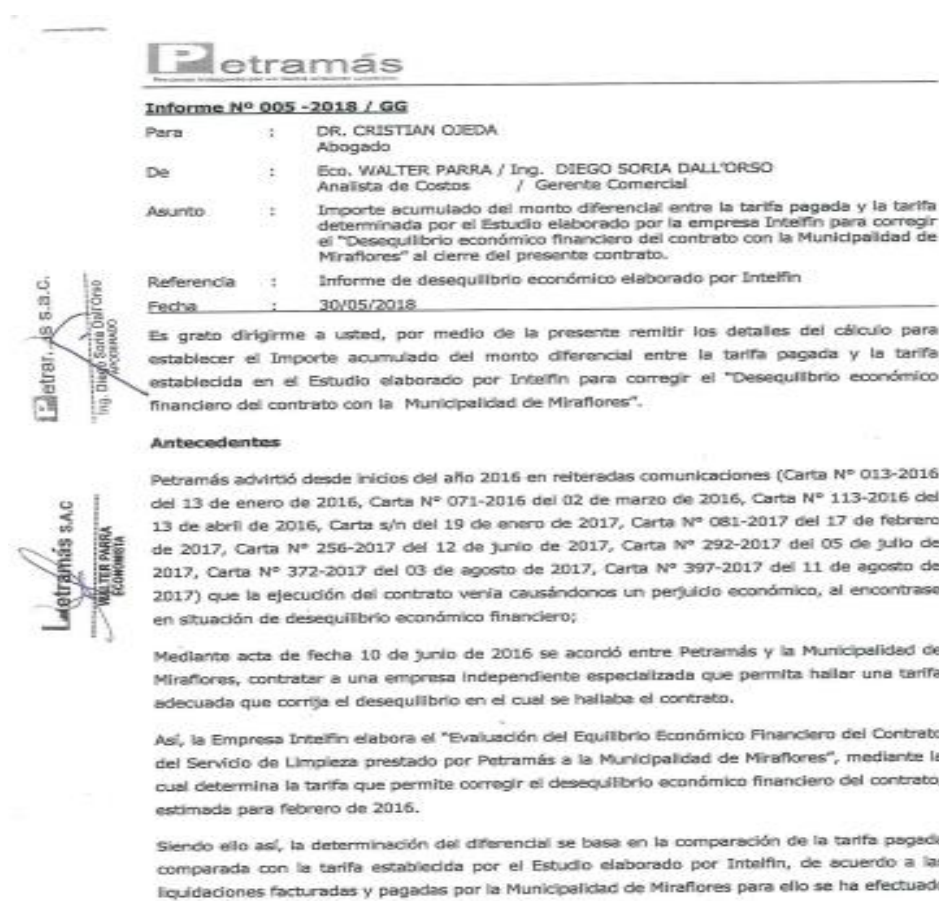 Petramás
Informe Nº 005 -2018 / GG
Para : DR. CRISTIAN OJEDA
Abogado
De : Eco. WALTER PARRA / Ing. DIEGO SORIA DALL'ORSO
Analista de Costos / Gerente Comercial
Asunto : Importe acumulado del monto diferencial entre la tarifa pagada y la tarifa
determinada por el Estudio elaborado por la empresa Intelfin para corregir
el "Desequilibrio económico financiero del contrato con la Municipalidad de
Miraflores" al cierre del presente contrato.
Referencia : Informe de desequilibrio económico elaborado por Intelfin
Fecha : 30/05/2018
Es grato dirigirme a usted, por medio de la presente remitir los detalles del cálculo para
establecer el Importe acumulado del monto diferencial entre la tarifa pagada y la tarifa
establecida en el Estudio elaborado por Intelfin para corregir el "Desequilibrio económico
financiero del contrato con la Municipalidad de Miraflores".
Antecedentes
Petramás advirtió desde inicios del año 2016 en reiteradas comunicaciones (Carta Nº 013-2016
del 13 de enero de 2016, Carta Nº 071-2016 del 02 de marzo de 2016, Carta Nº 113-2016 del
13 de abril de 2016, Carta s/n del 19 de enero de 2017, Carta Nº 081-2017 del 17 de febrero
de 2017, Carta Nº 256-2017 del 12 de junio de 2017, Carta Nº 292-2017 del 05 de julio de
2017, Carta Nº 372-2017 del 03 de agosto de 2017, Carta Nº 397-2017 del 11 de agosto de
2017) que la ejecución del contrato venía causándonos un perjuicio económico, al encontrase
en situación de desequilibrio económico financiero;
Mediante acta de fecha 10 de junio de 2016 se acordó entre Petramás y la Municipalidad de
Miraflores, contratar a una empresa independiente especializada que permita hallar una tarifa
adecuada que corrija el desequilibrio en el cual se hallaba el contrato.
Así, la Empresa Intelfin elabora el "Evaluación del Equilibrio Económico Financiero del Contrato
del Servicio de Limpieza prestado por Petramás a la Municipalidad de Miraflores", mediante la
cual determina la tarifa que permite corregir el desequilibrio económico financiero del contrato,
estimada para febrero de 2016.
Siendo ello así, la determinación del diferencial se basa en la comparación de la tarifa pagada
comparada con la tarifa establecida por el Estudio elaborado por Intelfin, de acuerdo a las
liquidaciones facturadas y pagadas por la Municipalidad de Miraflores para ello se ha efectuado
s.a.c.
Ing. Diego Soria Dall'Orso
APODERADO
Petramás S.A.C
WALTER PARRA
ECONOMISTA